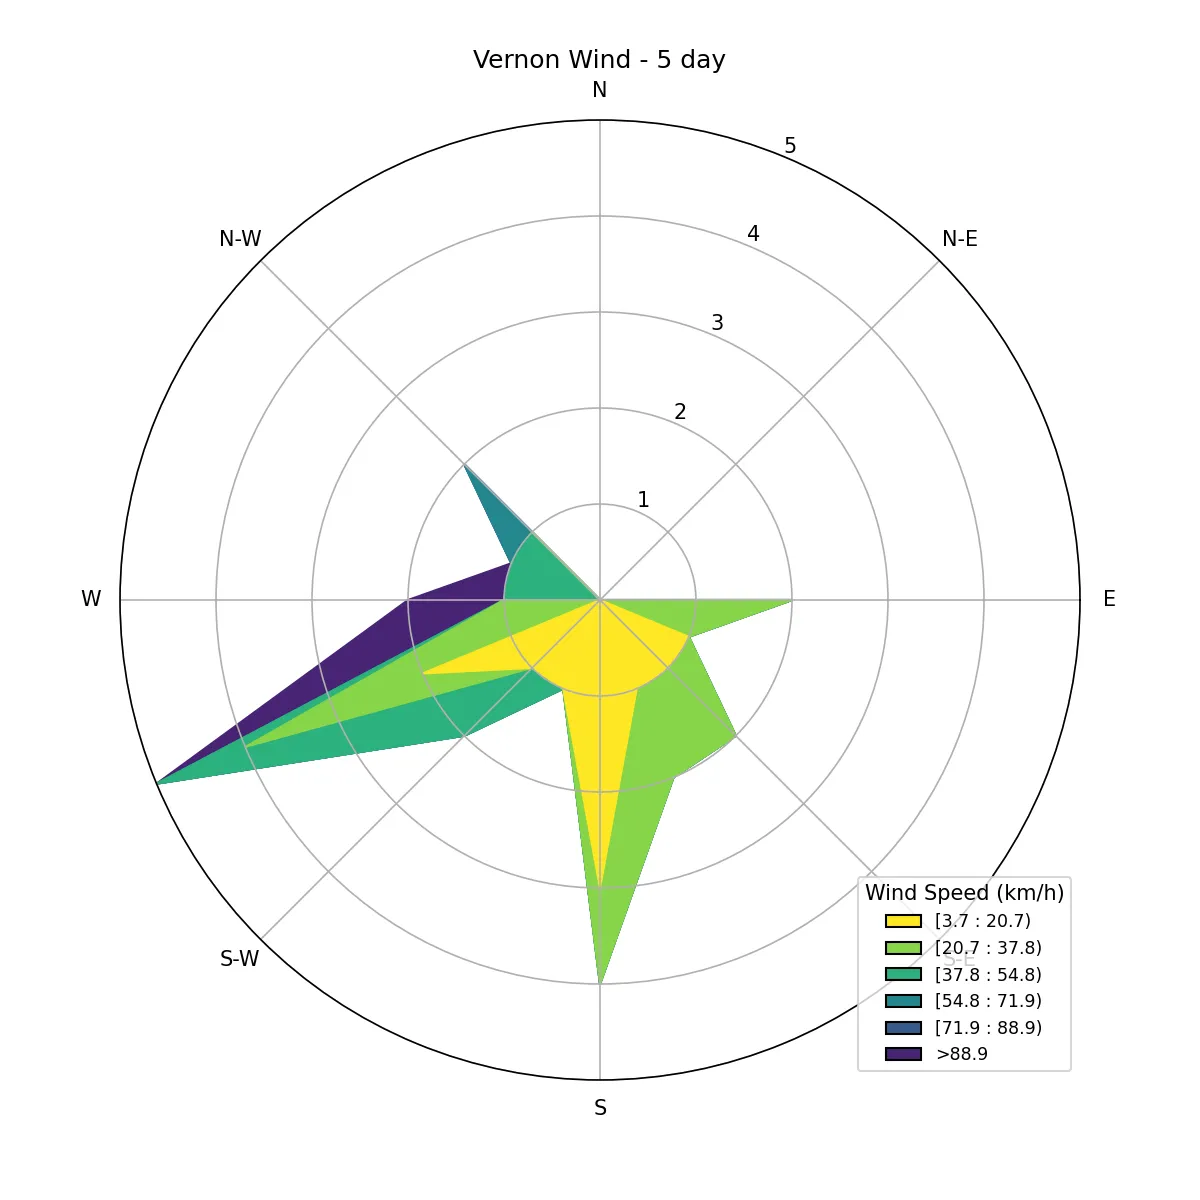 Vernon Wind - 5 day
N
5
N-W
4
N-E
3
2
1
W
E
Wind Speed (km/h)
[3.7 : 20.7)
[20.7 : 37.8)
S-W
S-E
[37.8 : 54.8)
[54.8 : 71.9)
[71.9 : 88.9)
>88.9
S